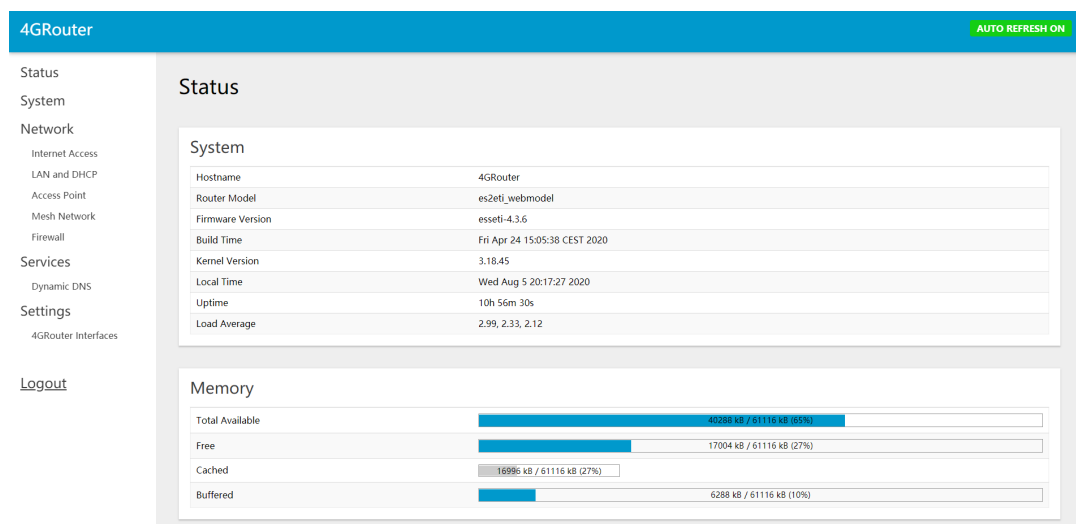 4GRouter
AUTO REFRESH ON
Status
System
Network
Internet Access
LAN and DHCP
Access Point
Mesh Network
Firewall
Services
Dynamic DNS
Settings
4GRouter Interfaces
Logout
Status
System
Hostname 4GRouter
Router Model es2eti_webmodel
Firmware Version esseti-4.3.6
Build Time Fri Apr 24 15:05:38 CEST 2020
Kernel Version 3.18.45
Local Time Wed Aug 5 20:17:27 2020
Uptime 10h 56m 30s
Load Average 2.99, 2.33, 2.12
Memory
Total Available 40288 kB / 61116 kB (65%)
Free 17004 kB / 61116 kB (27%)
Cached 16996 kB / 61116 kB (27%)
Buffered 6288 kB / 61116 kB (10%)